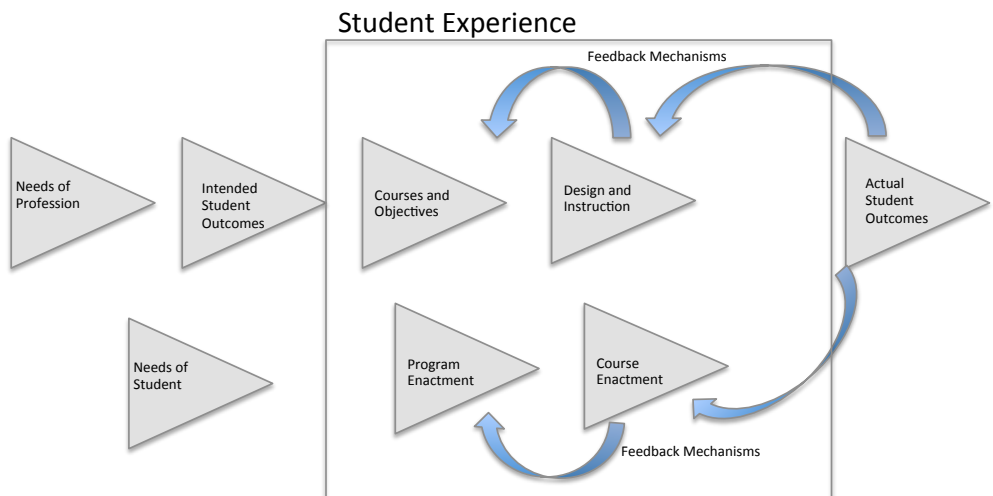 Student Experience
Feedback Mechanisms
Needs of
Profession
Intended
Student
Outcomes
Courses and
Objectives
Design and
Instruction
Actual
Student
Outcomes
Needs of
Student
Program
Enactment
Course
Enactment
Feedback Mechanisms